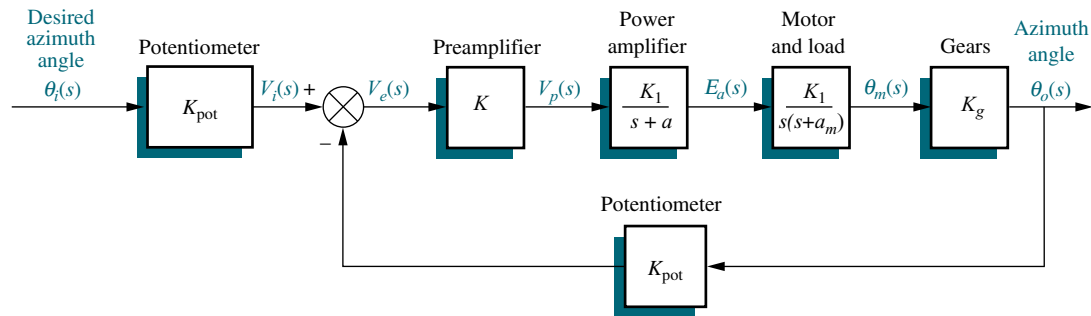 Desired
azimuth
angle
θi(s)
Potentiometer
Kpot
Vi(s) +
−
Ve(s)
Preamplifier
K
Vp(s)
Power
amplifier
K1
s + a
Ea(s)
Motor
and load
K1
s(s+am)
θm(s)
Gears
Kg
Azimuth
angle
θo(s)
Potentiometer
Kpot